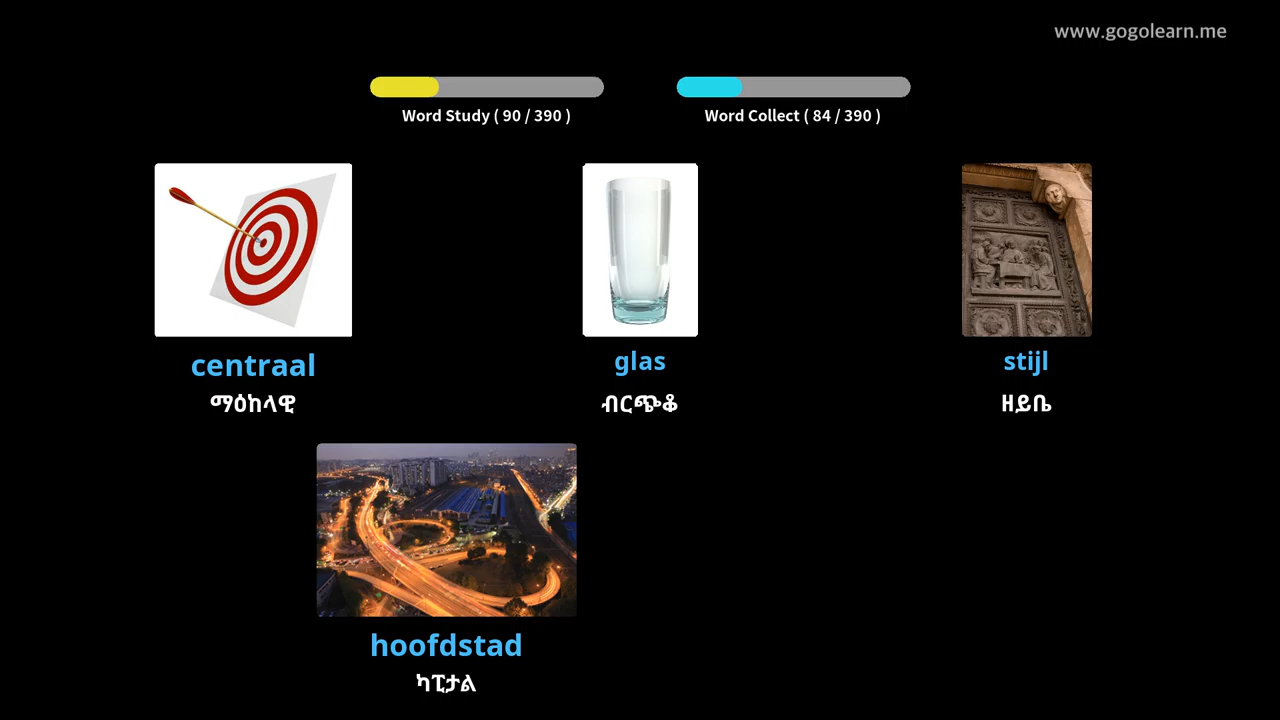 www.gogolearn.me
Word Study ( 90 / 390 )
Word Collect ( 84 / 390 )
centraal
ማዕከላዊ
glas
ብርጭቆ
stijl
ዘይቤ
hoofdstad
ካፒታል